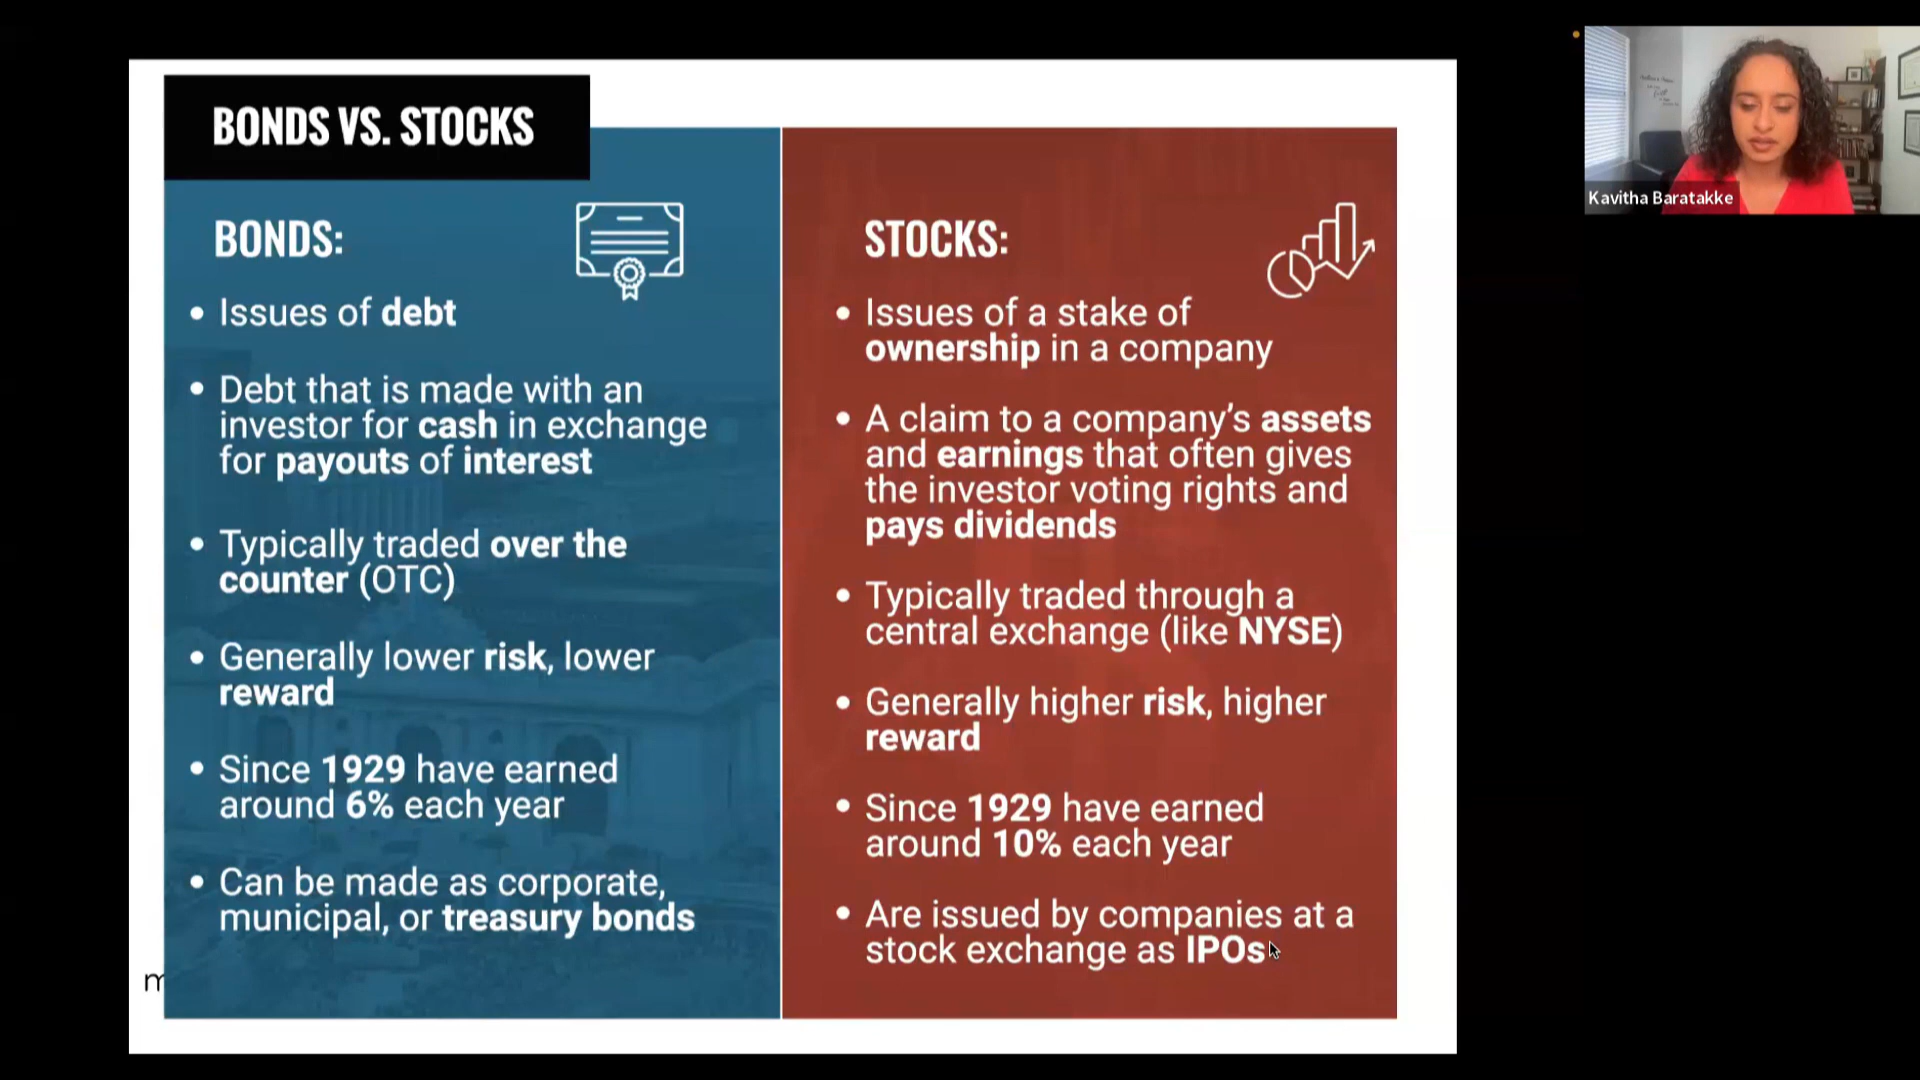 BONDS VS. STOCKS
BONDS:
• Issues of debt
• Debt that is made with an
investor for cash in exchange
for payouts of interest
• Typically traded over the
counter (OTC)
• Generally lower risk, lower
reward
• Since 1929 have earned
around 6% each year
• Can be made as corporate,
municipal, or treasury bonds
m
STOCKS:
• Issues of a stake of
ownership in a company
• A claim to a company’s assets
and earnings that often gives
the investor voting rights and
pays dividends
• Typically traded through a
central exchange (like NYSE)
• Generally higher risk, higher
reward
• Since 1929 have earned
around 10% each year
• Are issued by companies at a
stock exchange as IPOs
Kavitha Baratakke